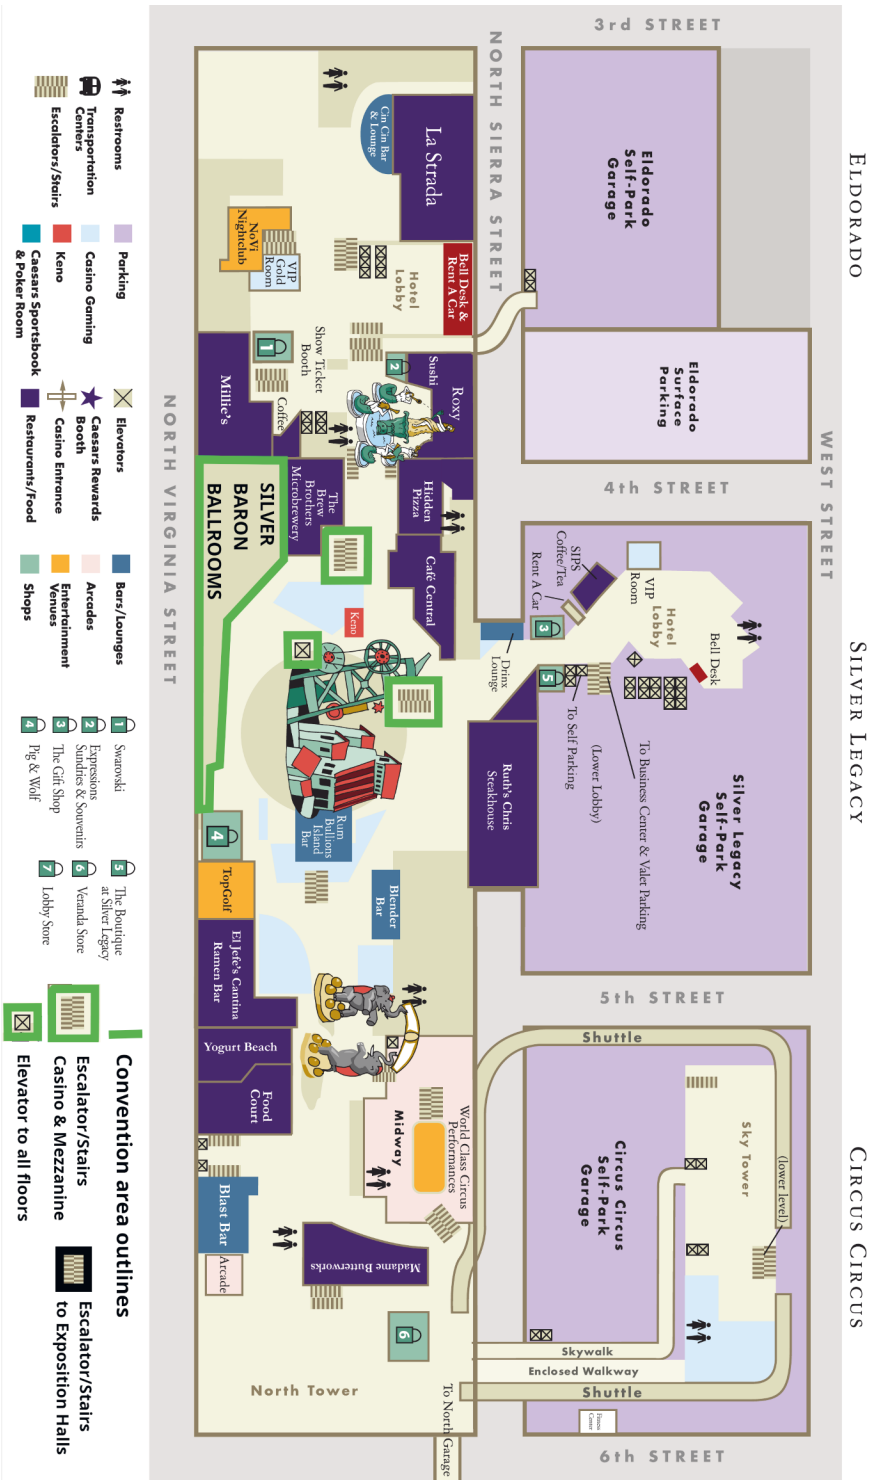 ELDORADO
SILVER LEGACY
CIRCUS CIRCUS
WEST STREET
3rd STREET
4th STREET
5th STREET
6th STREET
NORTH SIERRA STREET
NORTH VIRGINIA STREET
Eldorado
Self-Park
Garage
Eldorado
Surface
Parking
La Strada
Cin Cin Bar
& Lounge
Bell Desk &
Rent A Car
Hotel
Lobby
NoVi
Nightclub
VIP
Gold
Room
Show Ticket
Booth
1
2
Sushi
Roxy
Millie's
Coffee
Silver Legacy
Self-Park
Garage
VIP
Room
Hotel
Lobby
Bell Desk
SIPS
Coffee/Tea
Rent A Car
3
5
Drinx
Lounge
To Self Parking
(Lower Lobby)
To Business Center & Valet Parking
Ruth's Chris
Steakhouse
Hidden
Pizza
Café Central
The
Brew
Brothers
Microbrewery
SILVER
BARON
BALLROOMS
Keno
Rum
Bullions
Island
Bar
Blender
Bar
4
TopGolf
El Jefe's Cantina
Ramen Bar
Yogurt Beach
Food
Court
Blast Bar
Arcade
World Class Circus
Performances
Midway
Madame Butterworks
6
North Tower
To North Garage
Circus Circus
Self-Park
Garage
Sky Tower
(lower level)
Shuttle
Skywalk
Enclosed Walkway
Shuttle
Fitness
Center
Restrooms
Transportation
Centers
Escalators/Stairs
Parking
Casino Gaming
Keno
Caesars Sportsbook
& Poker Room
Elevators
Caesars Rewards
Booth
Casino Entrance
Restaurants/Food
Bars/Lounges
Arcades
Entertainment
Venues
Shops
1 Swarovski
2 Expressions
Sundries & Souvenirs
3 The Gift Shop
4 Pig & Wolf
5 The Boutique
at Silver Legacy
6 Veranda Store
7 Lobby Store
Convention area outlines
Escalator/Stairs
Casino & Mezzanine
Escalator/Stairs
to Exposition Halls
Elevator to all floors